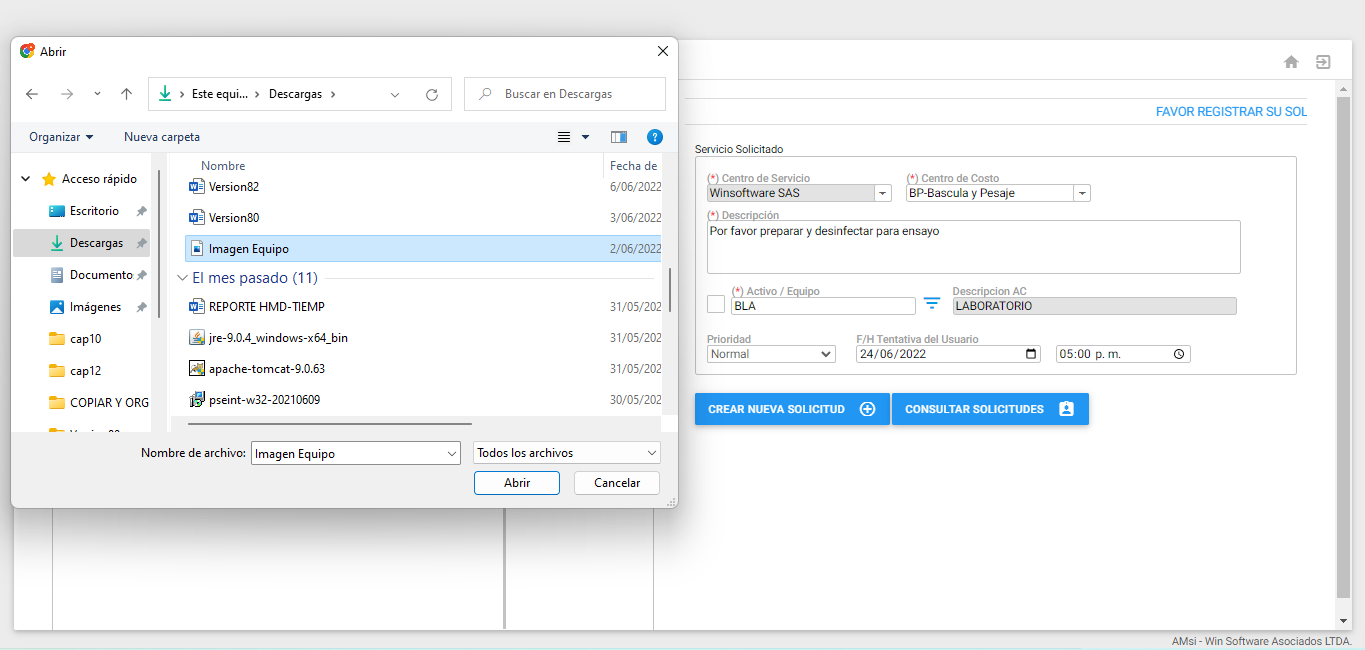 Abrir
Este equi... > Descargas >
Buscar en Descargas
Organizar
Nueva carpeta
Nombre
Fecha de
Acceso rápido
Escritorio
Descargas
Documento
Imágenes
cap10
cap12
COPIAR Y ORG
Version82 6/06/2022
Version80 3/06/2022
Imagen Equipo 2/06/2022
El mes pasado (11)
REPORTE HMD-TIEMP 31/05/202
jre-9.0.4_windows-x64_bin 31/05/202
apache-tomcat-9.0.63 31/05/202
pseint-w32-20210609 30/05/202
Nombre de archivo: Imagen Equipo
Todos los archivos
Abrir
Cancelar
FAVOR REGISTRAR SU SOL
Servicio Solicitado
(*) Centro de Servicio
(*) Centro de Costo
Winsoftware SAS
BP-Bascula y Pesaje
(*) Descripción
Por favor preparar y desinfectar para ensayo
(*) Activo / Equipo
Descripcion AC
BLA
LABORATORIO
Prioridad
F/H Tentativa del Usuario
Normal
24/06/2022
05:00 p. m.
CREAR NUEVA SOLICITUD
CONSULTAR SOLICITUDES
AMsi - Win Software Asociados LTDA.